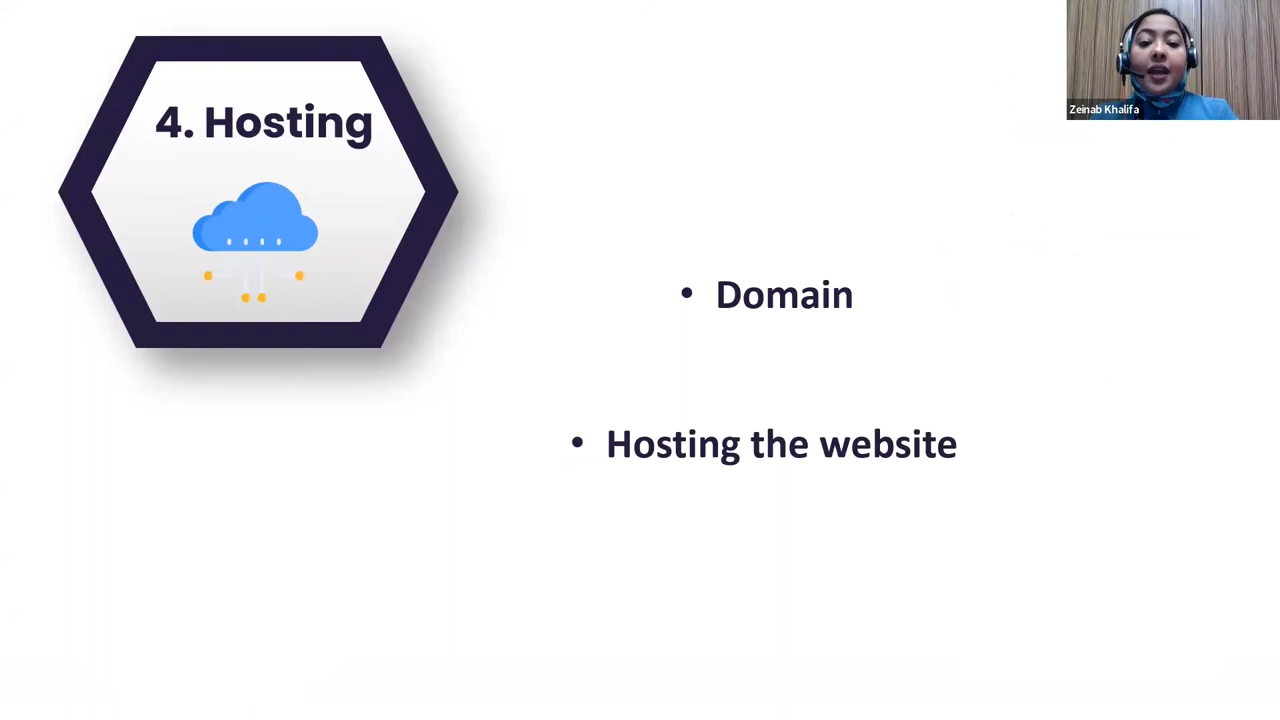 4. Hosting
Zeinab Khalifa
• Domain
• Hosting the website